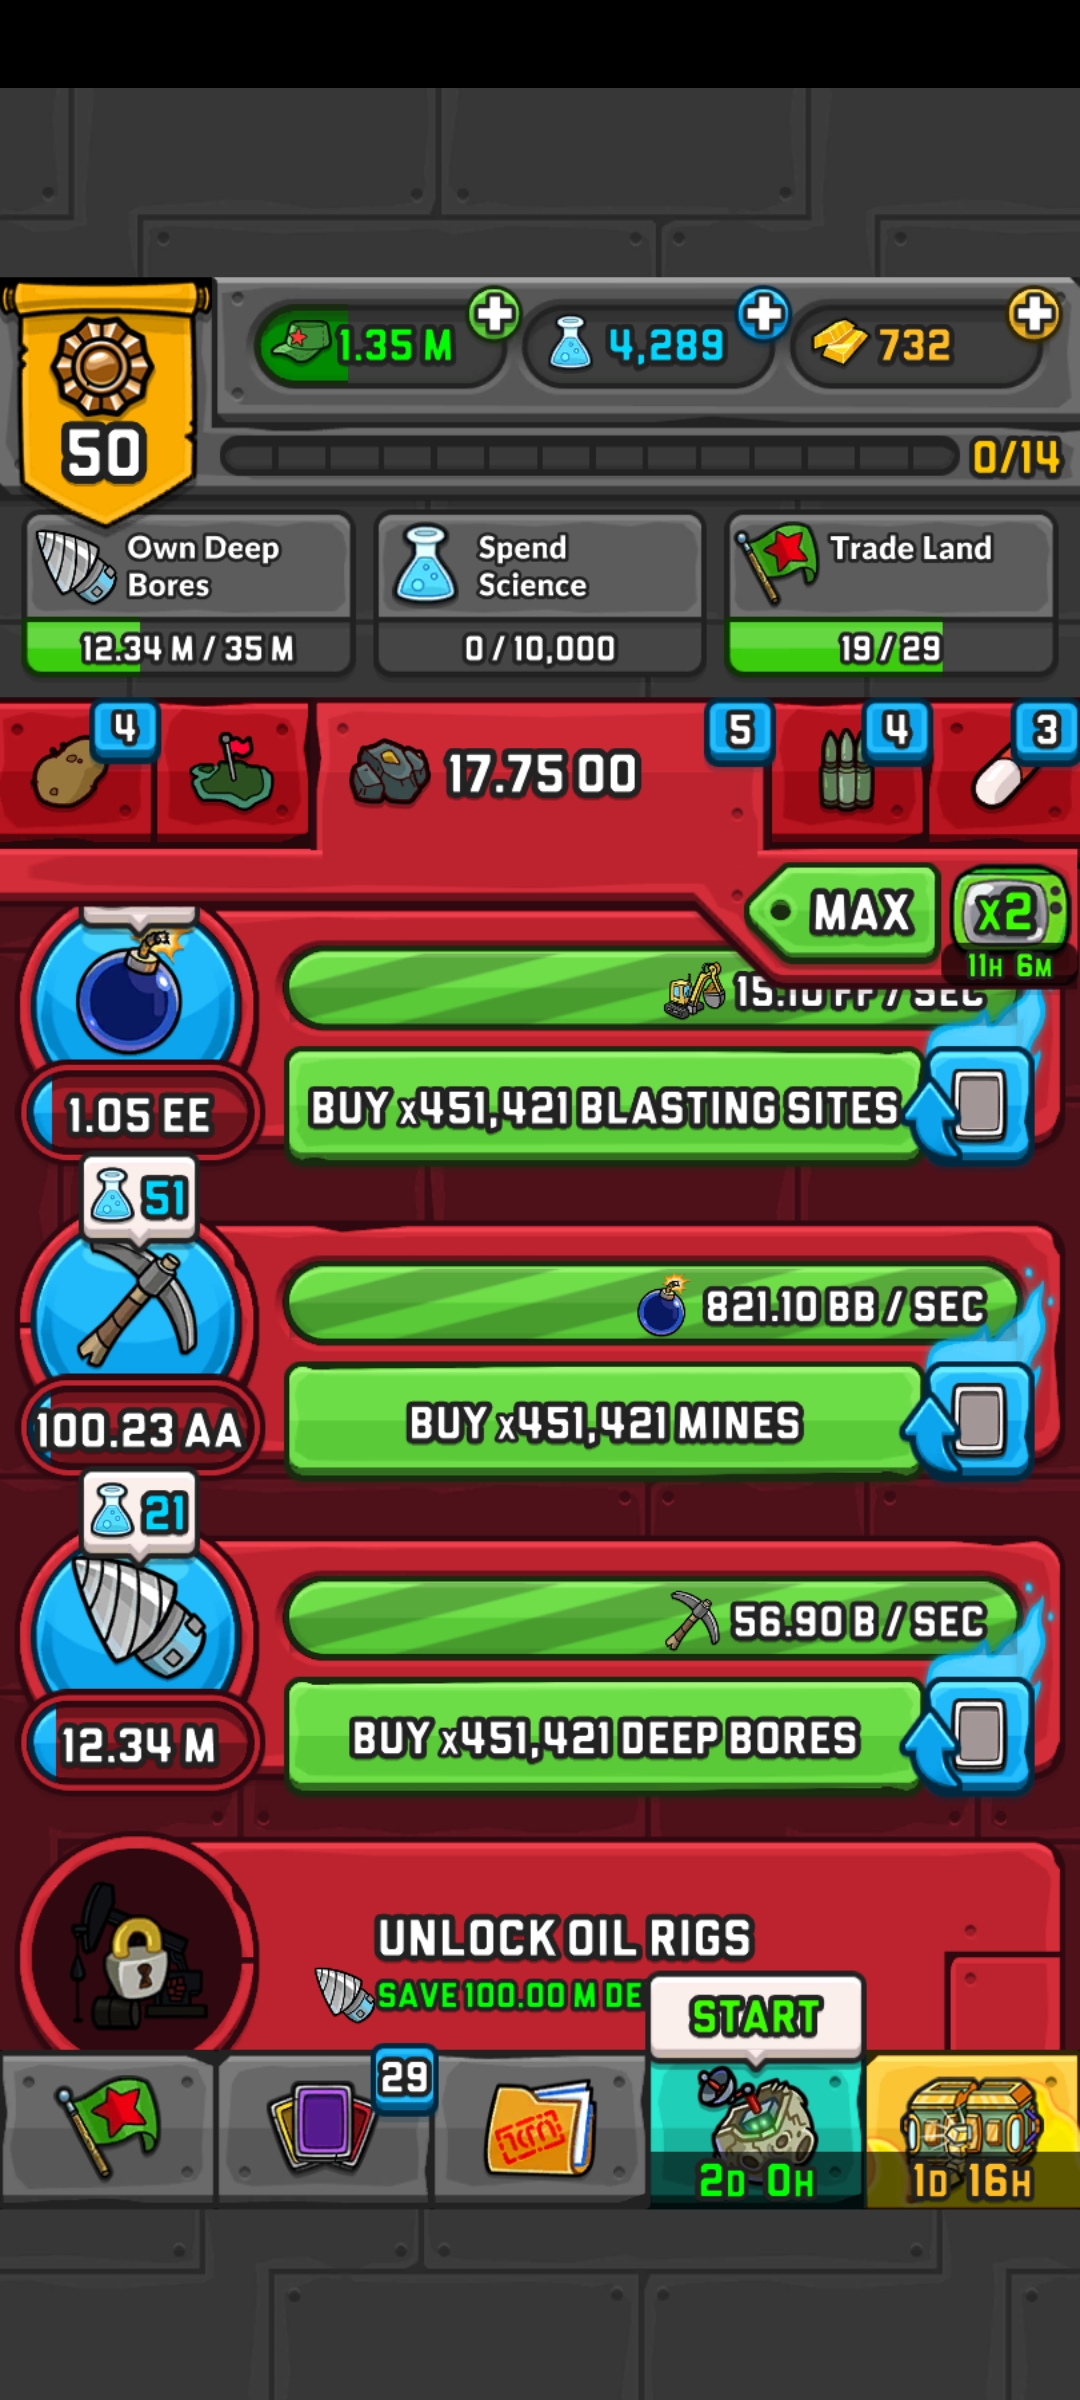 1.35 M
4,289
732
50
0/14
Own Deep
Bores
Spend
Science
Trade Land
12.34 M / 35 M
0 / 10,000
19 / 29
4
17.75 OO
5
4
3
MAX
x2
11H 6M
15.10 FF / SEC
BUY x451,421 BLASTING SITES
1.05 EE
51
821.10 BB / SEC
BUY x451,421 MINES
100.23 AA
21
56.90 B / SEC
BUY x451,421 DEEP BORES
12.34 M
UNLOCK OIL RIGS
SAVE 100.00 M DE
START
29
2D 0H
1D 16H